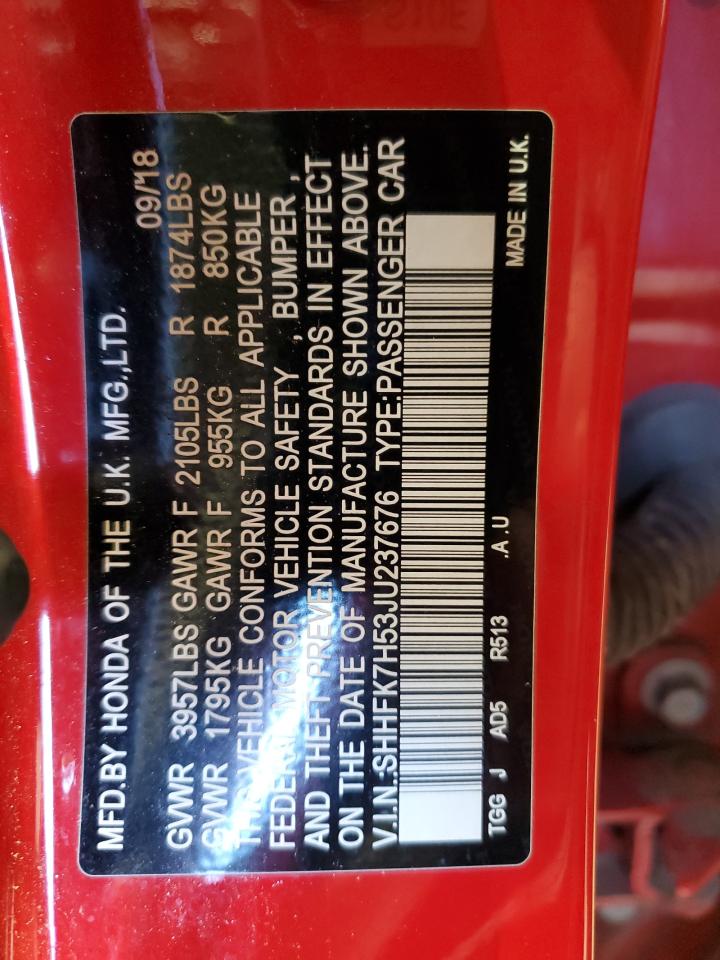 MFD.BY HONDA OF THE U.K. MFG.,LTD.
09/'18
GVWR 3957LBS GAWR F 2105LBS R 1874LBS
GVWR 1795KG GAWR F 955KG R 850KG
THIS VEHICLE CONFORMS TO ALL APPLICABLE
FEDERAL MOTOR VEHICLE SAFETY , BUMPER ,
AND THEFT PREVENTION STANDARDS IN EFFECT
ON THE DATE OF MANUFACTURE SHOWN ABOVE.
V.I.N.:SHHFK7H53JU237676 TYPE:PASSENGER CAR
TGG J AD5 R513 .A.U MADE IN U.K.